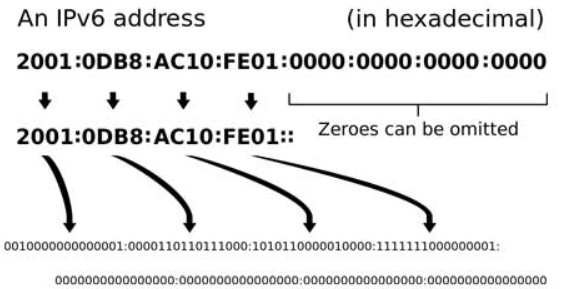 An IPv6 address (in hexadecimal)
2001:0DB8:AC10:FE01:0000:0000:0000:0000
2001:0DB8:AC10:FE01::
Zeroes can be omitted
0010000000000001:0000110110111000:1010110000010000:1111111000000001:
0000000000000000:0000000000000000:0000000000000000:0000000000000000